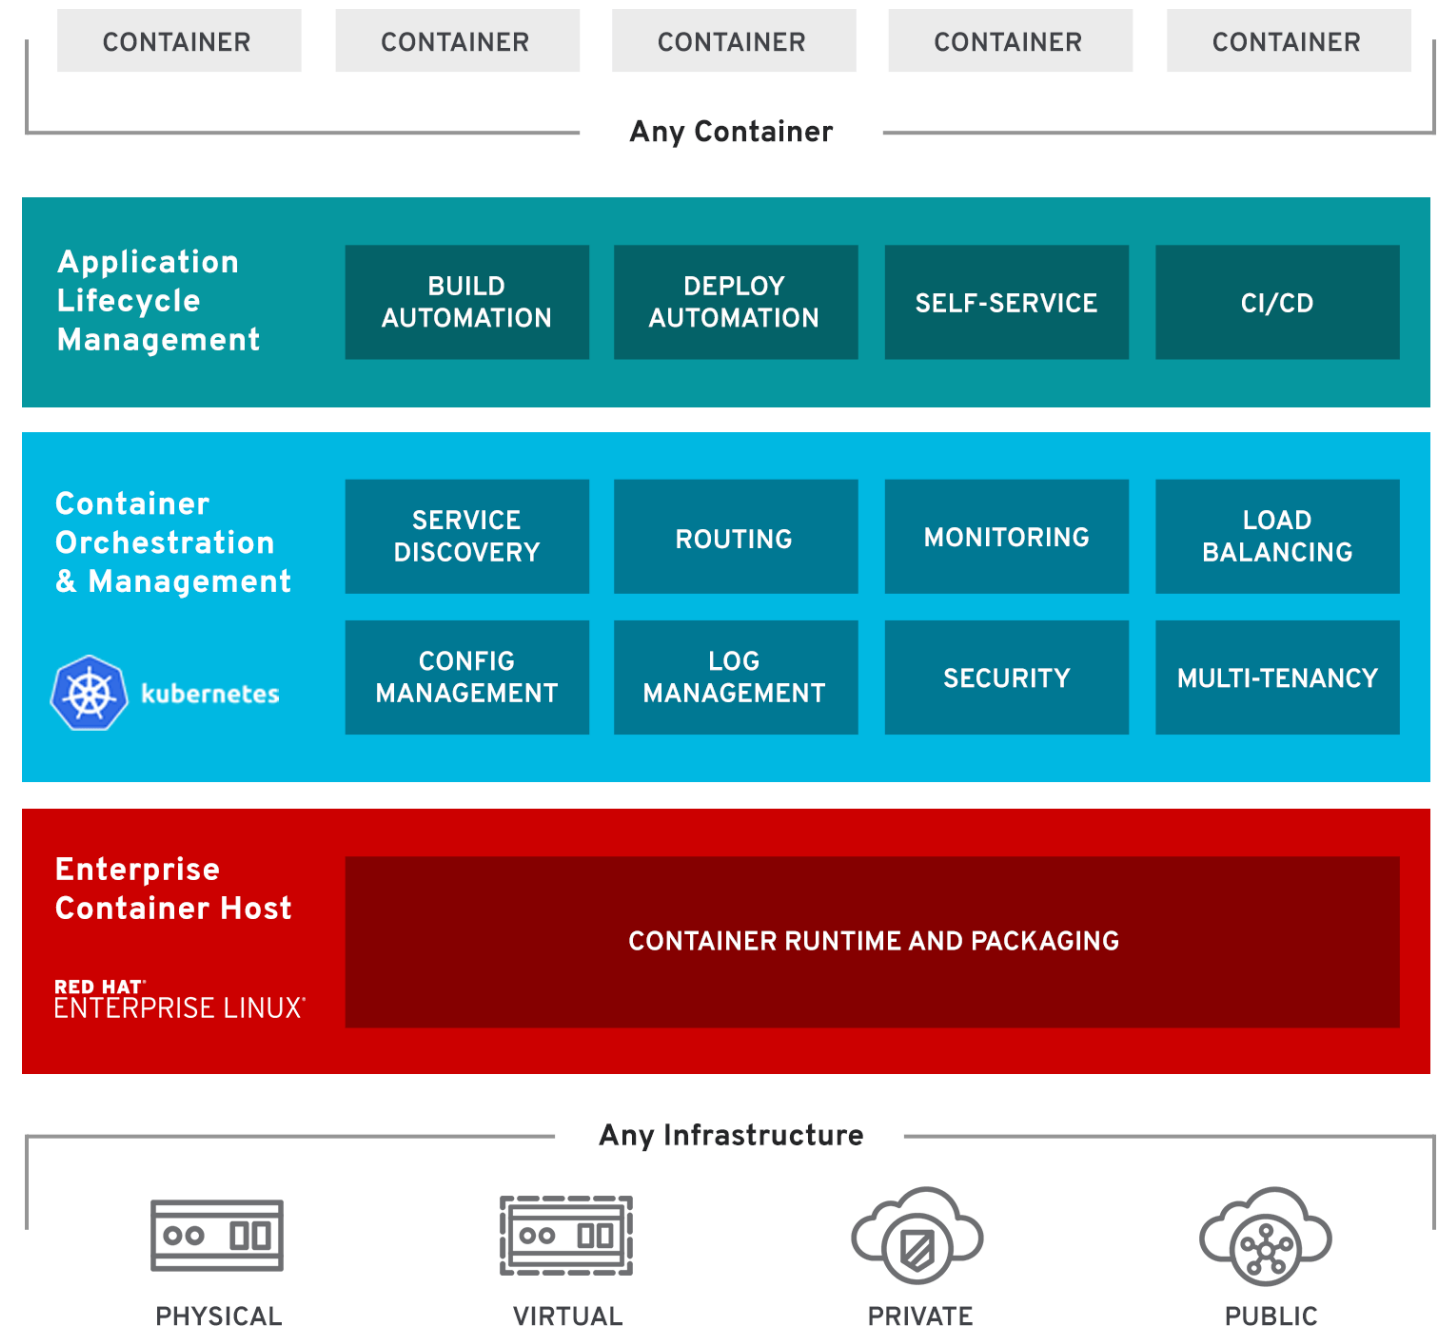 CONTAINER
CONTAINER
CONTAINER
CONTAINER
CONTAINER
Any Container
Application
Lifecycle
Management
BUILD
AUTOMATION
DEPLOY
AUTOMATION
SELF-SERVICE
CI/CD
Container
Orchestration
& Management
kubernetes
SERVICE
DISCOVERY
ROUTING
MONITORING
LOAD
BALANCING
CONFIG
MANAGEMENT
LOG
MANAGEMENT
SECURITY
MULTI-TENANCY
Enterprise
Container Host
RED HAT®
ENTERPRISE LINUX®
CONTAINER RUNTIME AND PACKAGING
Any Infrastructure
PHYSICAL
VIRTUAL
PRIVATE
PUBLIC